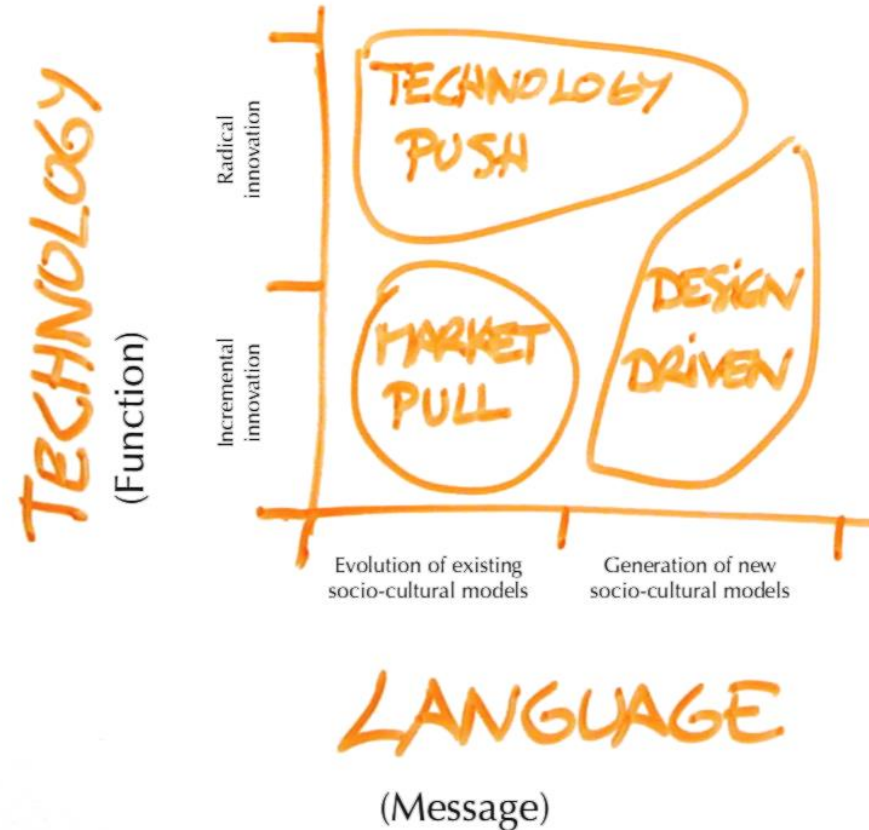 TECHNOLOGY
(Function)
Radical
innovation
Incremental
innovation
TECHNOLOGY
PUSH
MARKET
PULL
DESiGN
DRiVEN
Evolution of existing
socio-cultural models
Generation of new
socio-cultural models
LANGUAGE
(Message)